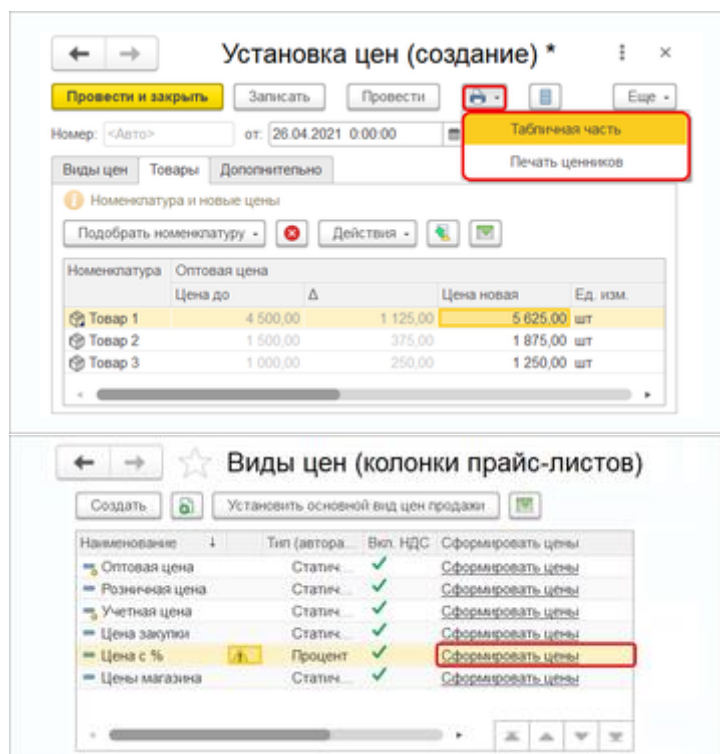 Установка цен (создание) *
Провести и закрыть Записать Провести Еще
Номер: <Авто> от: 26.04.2021 0:00:00
Табличная часть
Печать ценников
Виды цен Товары Дополнительно
Номенклатура и новые цены
Подобрать номенклатуру Действия
Номенклатура Оптовая цена
Цена до Δ Цена новая Ед. изм.
Товар 1 4 500,00 1 125,00 5 625,00 шт
Товар 2 1 500,00 375,00 1 875,00 шт
Товар 3 1 000,00 250,00 1 250,00 шт
Виды цен (колонки прайс-листов)
Создать Установить основной вид цен продажи
Наименование ↓ Тип (автора... Вкл. НДС Сформировать цены
Оптовая цена Статич... Сформировать цены
Розничная цена Статич... Сформировать цены
Учетная цена Статич... Сформировать цены
Цена закупки Статич... Сформировать цены
Цена с % Процент Сформировать цены
Цены магазина Статич... Сформировать цены